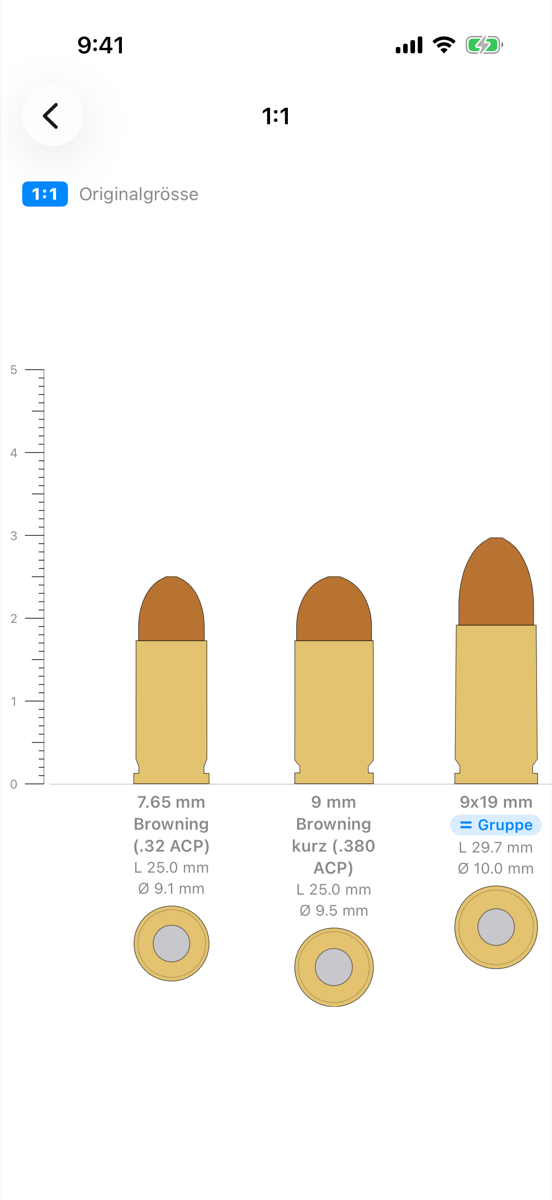 9:41
1:1
1:1 Originalgrösse
5
4
3
2
1
0
7.65 mm
Browning
(.32 ACP)
L 25.0 mm
Ø 9.1 mm
9 mm
Browning
kurz (.380
ACP)
L 25.0 mm
Ø 9.5 mm
9x19 mm
= Gruppe
L 29.7 mm
Ø 10.0 mm